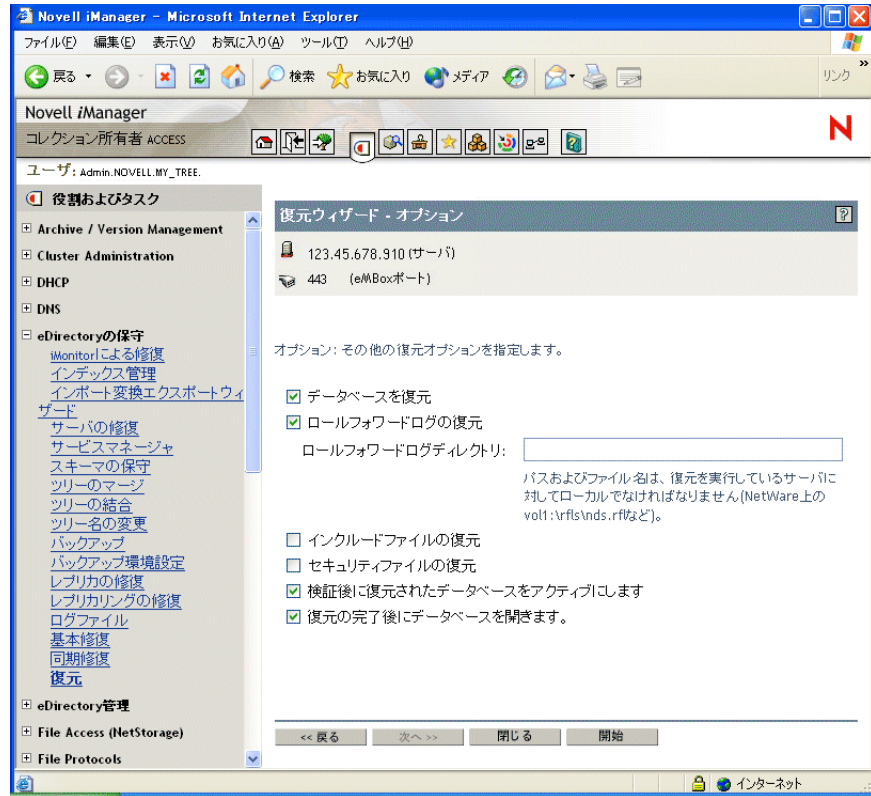 Novell iManager - Microsoft Internet Explorer
ファイル(F) 編集(E) 表示(V) お気に入り(A) ツール(T) ヘルプ(H)
戻る 検索 お気に入り メディア リンク »
Novell iManager
コレクション所有者 ACCESS
N
ユーザ: Admin.NOVELL.MY_TREE.
役割およびタスク
Archive / Version Management
Cluster Administration
DHCP
DNS
eDirectoryの保守
iMonitorによる修復
インデックス管理
インポート変換エクスポートウィ
ザード
サーバの修復
サービスマネージャ
スキーマの保守
ツリーのマージ
ツリーの結合
ツリー名の変更
バックアップ
バックアップ環境設定
レプリカの修復
レプリカリングの修復
ログファイル
基本修復
同期修復
復元
eDirectory管理
File Access (NetStorage)
File Protocols
復元ウィザード - オプション
?
123.45.678.910 (サーバ)
443 (eMBoxポート)
オプション: その他の復元オプションを指定します。
データベースを復元
ロールフォワードログの復元
ロールフォワードログディレクトリ:
パスおよびファイル名は、復元を実行しているサーバに
対してローカルでなければなりません(NetWare上の
vol1:\rfls\nds.rflなど)。
インクルードファイルの復元
セキュリティファイルの復元
検証後に復元されたデータベースをアクティブにします
復元の完了後にデータベースを開きます。
<< 戻る 次へ >> 閉じる 開始
インターネット